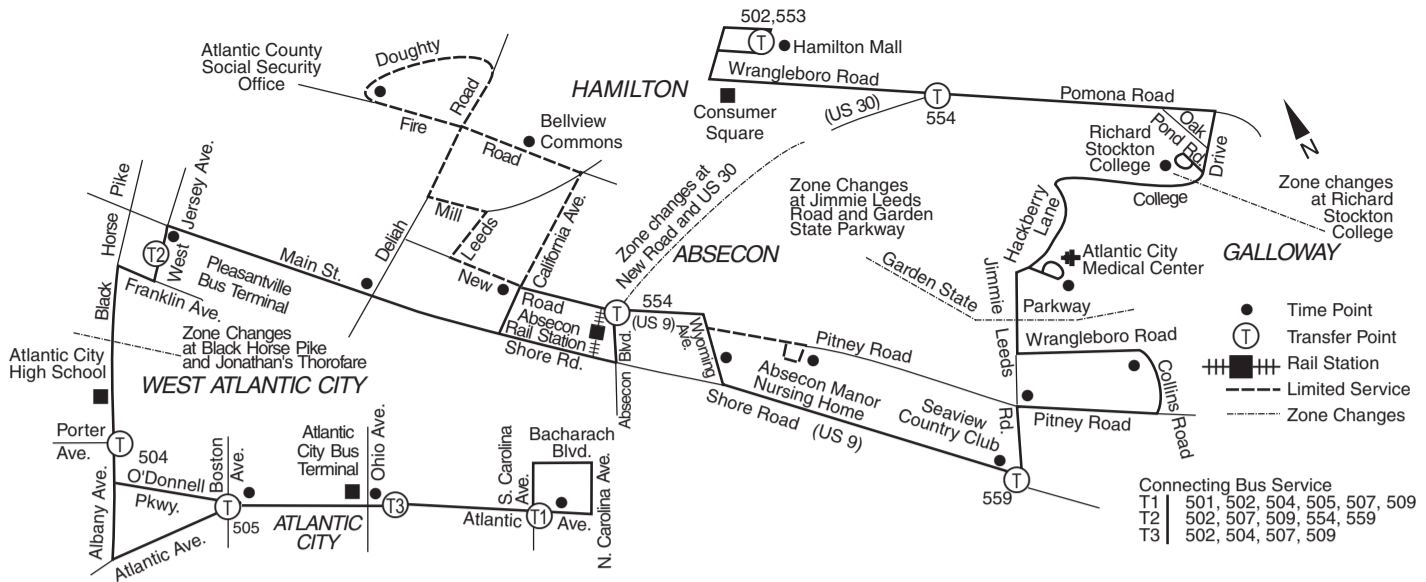 502,553
Hamilton Mall
Wrangleboro Road
Pomona Road
Atlantic County
Social Security
Office
Doughty
Road
Fire
Road
HAMILTON
Bellview
Commons
Consumer
Square
(US 30)
554
Oak
Pond Rd.
Drive
Richard
Stockton
College
College
N
Zone changes
at Richard
Stockton
College
Horse
Pike
Black
Jersey Ave.
West
T2
Franklin Ave.
Pleasantville
Bus Terminal
Main St.
Deliah
Mill
Leeds
New
California Ave.
Zone changes at
New Road and US 30
ABSECON
Zone Changes
at Jimmie Leeds
Road and Garden
State Parkway
Hackberry
Lane
Atlantic City
Medical Center
GALLOWAY
Garden State
Parkway
Jimmie
Leeds
Rd.
Wrangleboro Road
Collins Road
Pitney Road
Road
Absecon
Rail Station
Shore Rd.
Absecon Blvd.
T
554
(US 9)
Wyoming
Ave.
Pitney Road
Absecon Manor
Nursing Home
Shore Road (US 9)
Seaview
Country Club
T
559
Zone Changes
at Black Horse Pike
and Jonathan's Thorofare
Atlantic City
High School
WEST ATLANTIC CITY
Porter
Ave.
T
504
O'Donnell
Pkwy.
Albany Ave.
Atlantic Ave.
Boston
Ave.
T
505
Atlantic
City Bus
Terminal
Ohio Ave.
T3
ATLANTIC
CITY
S. Carolina
Ave.
Bacharach
Blvd.
Atlantic
T1
Ave.
N. Carolina Ave.
T
T
Time Point
T
Transfer Point
Rail Station
Limited Service
Zone Changes
Connecting Bus Service
T1 501, 502, 504, 505, 507, 509
T2 502, 507, 509, 554, 559
T3 502, 504, 507, 509